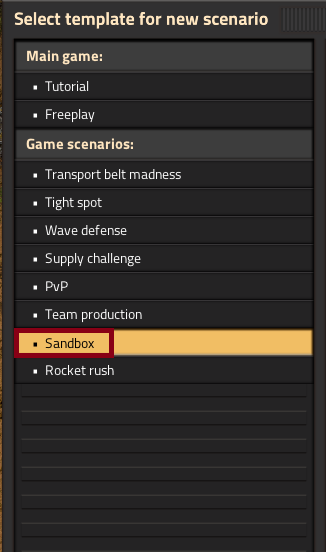 Select template for new scenario
Main game:
▪ Tutorial
▪ Freeplay
Game scenarios:
▪ Transport belt madness
▪ Tight spot
▪ Wave defense
▪ Supply challenge
▪ PvP
▪ Team production
▪ Sandbox
▪ Rocket rush